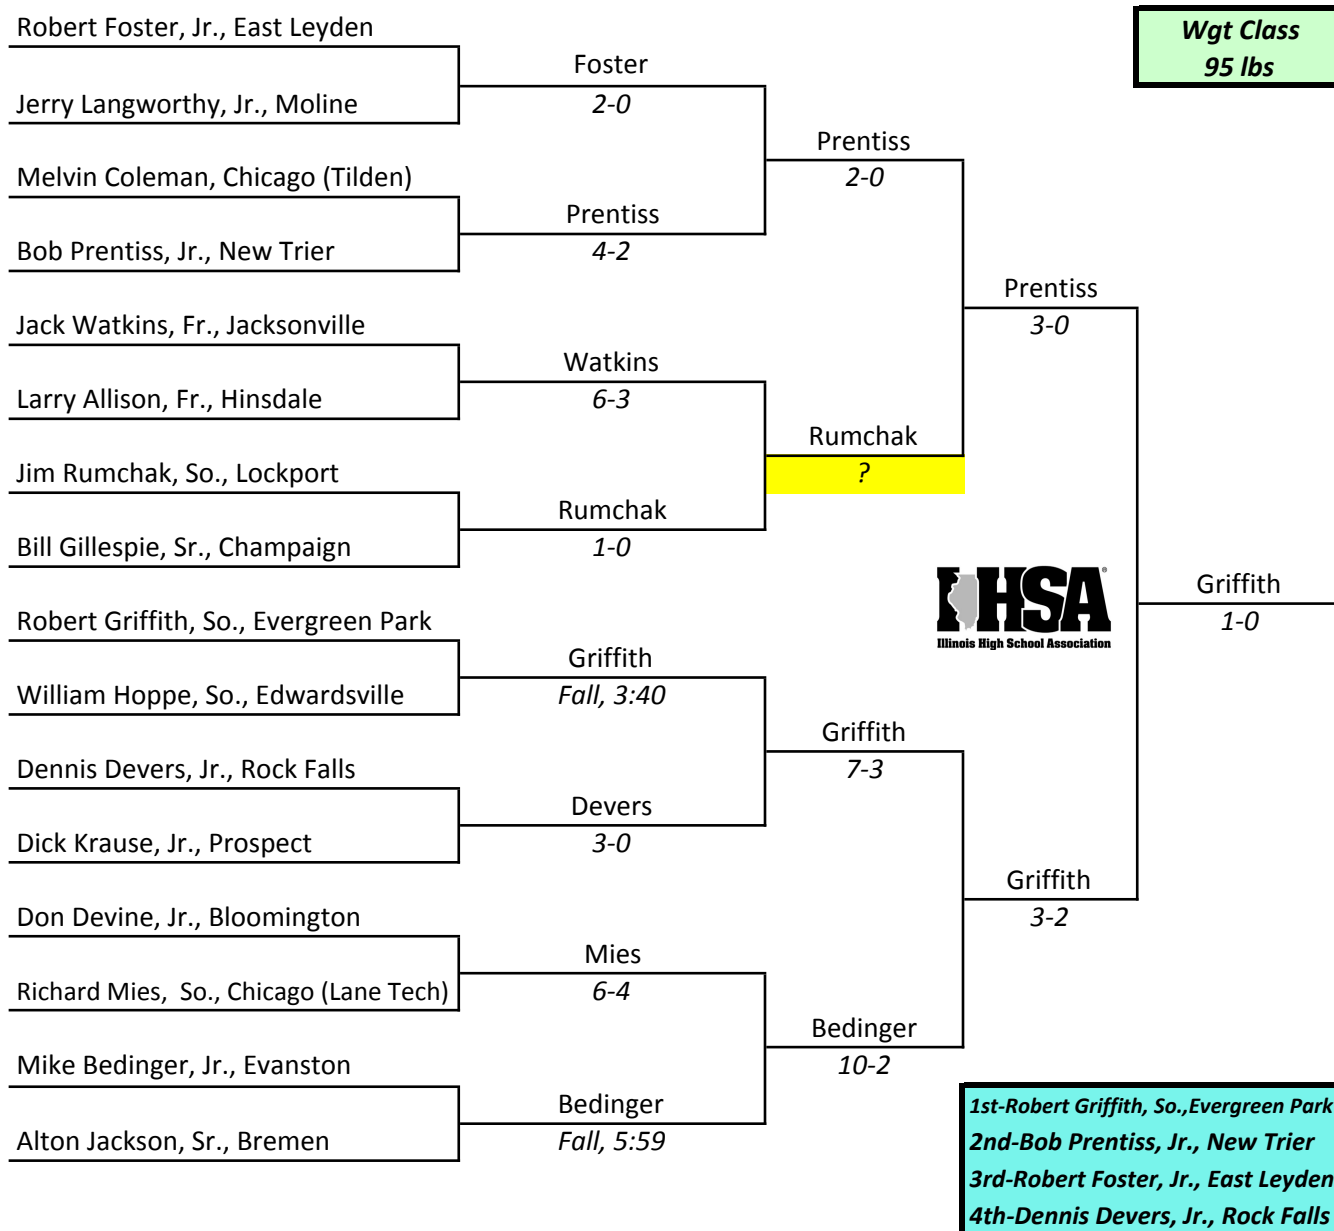 Robert Foster, Jr., East Leyden
Wgt Class
95 lbs
Foster
2-0
Jerry Langworthy, Jr., Moline
Prentiss
2-0
Melvin Coleman, Chicago (Tilden)
Prentiss
4-2
Bob Prentiss, Jr., New Trier
Prentiss
3-0
Jack Watkins, Fr., Jacksonville
Watkins
6-3
Larry Allison, Fr., Hinsdale
Rumchak
?
Jim Rumchak, So., Lockport
Rumchak
1-0
Bill Gillespie, Sr., Champaign
IHSA®
Illinois High School Association
Griffith
1-0
Robert Griffith, So., Evergreen Park
Griffith
Fall, 3:40
William Hoppe, So., Edwardsville
Griffith
7-3
Dennis Devers, Jr., Rock Falls
Devers
3-0
Dick Krause, Jr., Prospect
Griffith
3-2
Don Devine, Jr., Bloomington
Mies
6-4
Richard Mies,  So., Chicago (Lane Tech)
Bedinger
10-2
Mike Bedinger, Jr., Evanston
Bedinger
Fall, 5:59
Alton Jackson, Sr., Bremen
1st-Robert Griffith, So.,Evergreen Park
2nd-Bob Prentiss, Jr., New Trier
3rd-Robert Foster, Jr., East Leyden
4th-Dennis Devers, Jr., Rock Falls